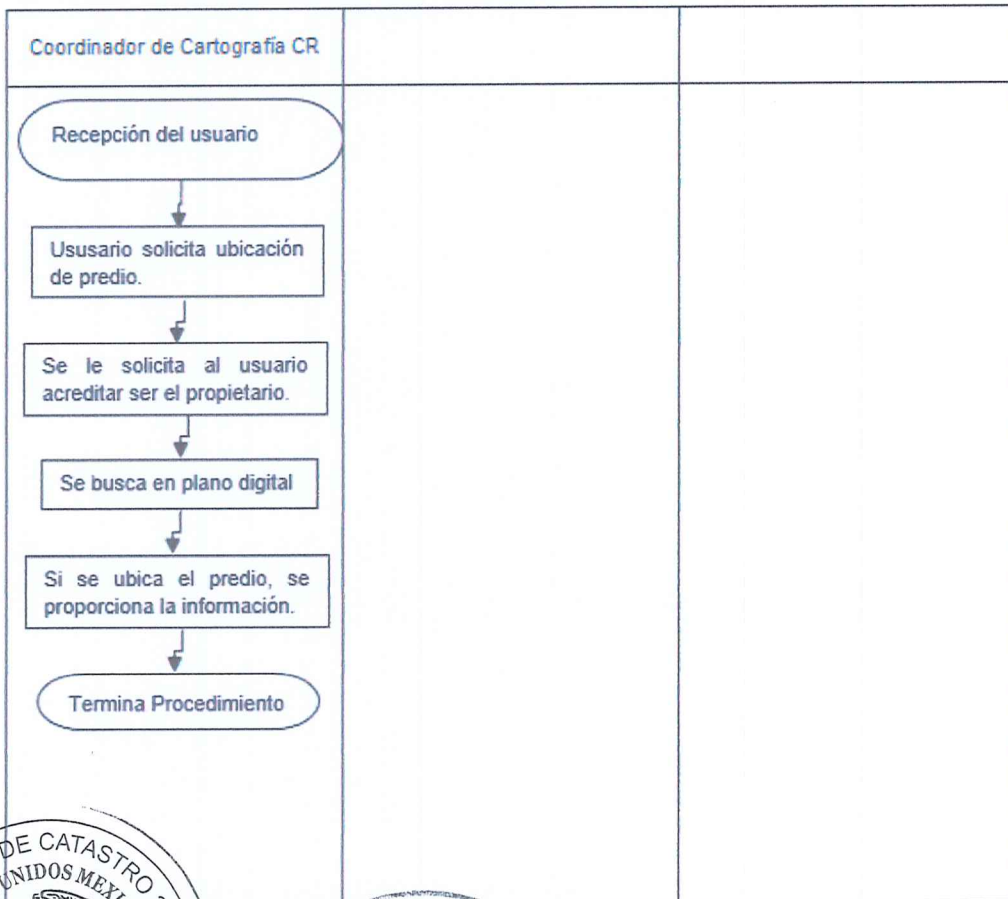 Coordinador de Cartografía CR
Recepción del usuario
Ususario solicita ubicación
de predio.
Se le solicita al usuario
acreditar ser el propietario.
Se busca en plano digital
Si se ubica el predio, se
proporciona la información.
Termina Procedimiento
DE CATASTRO
UNIDOS MEXI